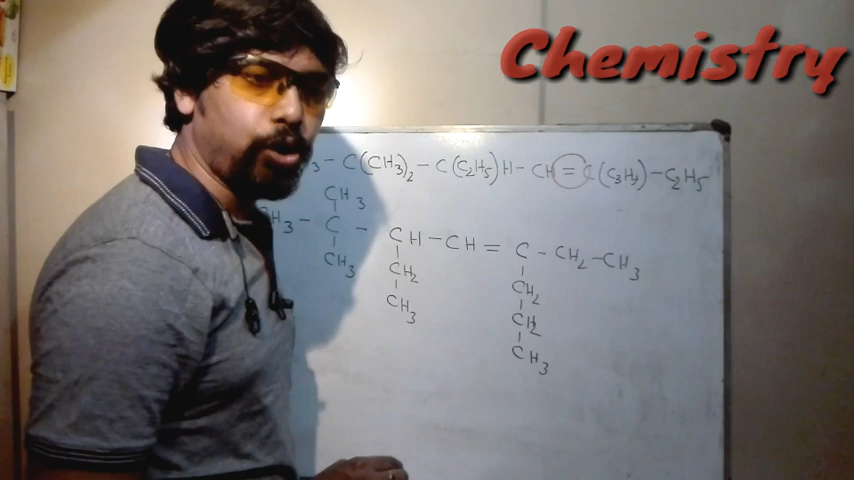 Chemistry
3 - C(CH3)2 - C(C2H5)H - CH = C(C3H7) - C2H5
CH3
H3 - C - CH - CH = C - CH2 - CH3
CH3 CH2 CH2
CH3 CH2
CH3